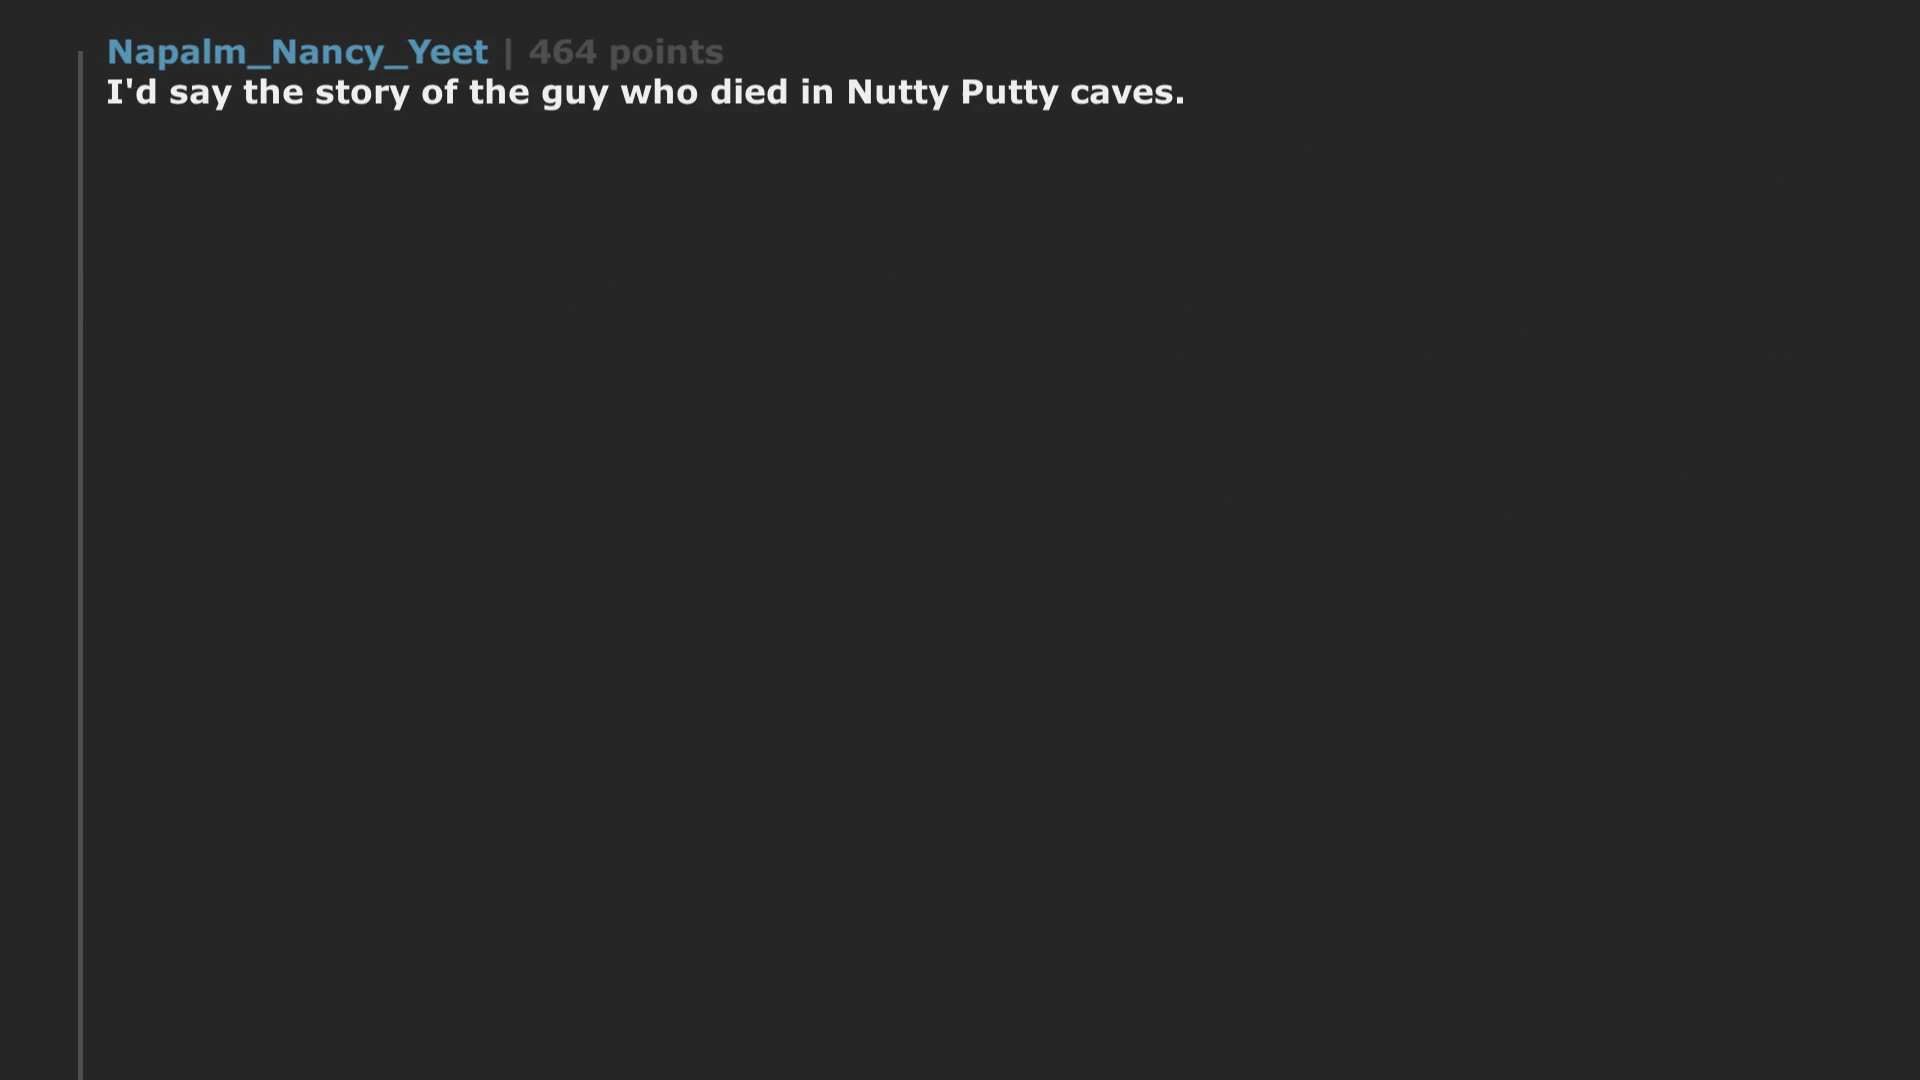 Napalm_Nancy_Yeet | 464 points
I'd say the story of the guy who died in Nutty Putty caves.